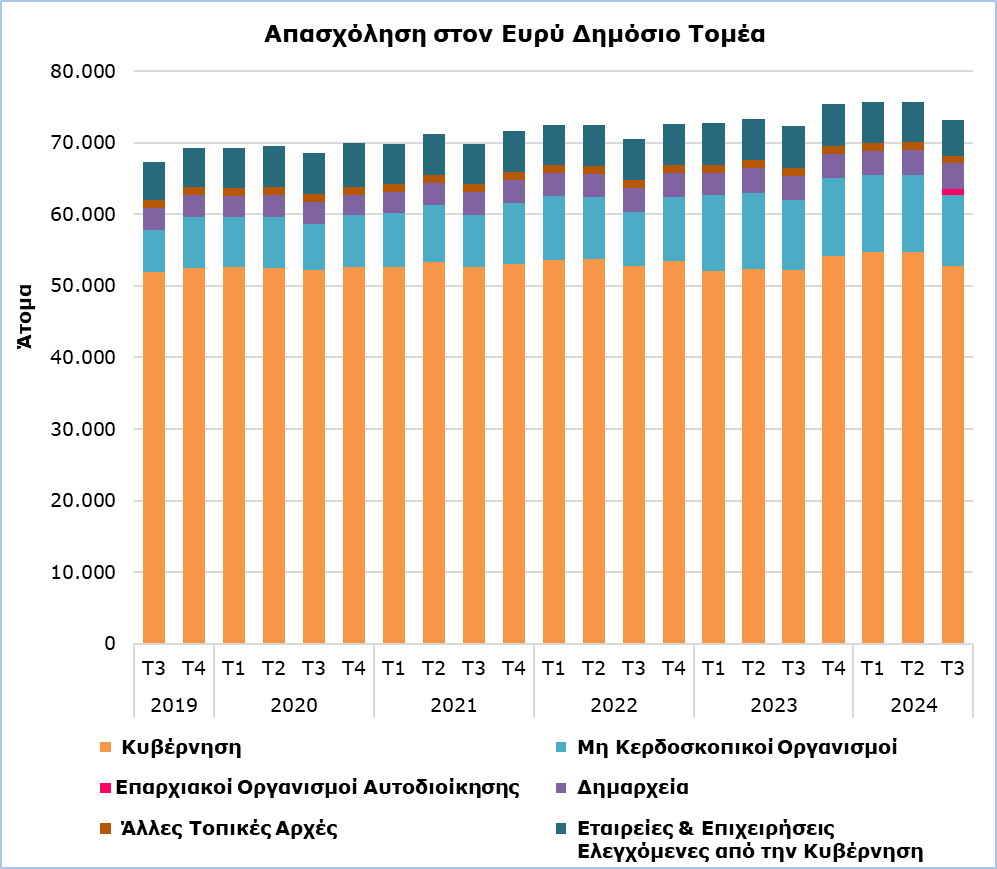 Απασχόληση στον Ευρύ Δημόσιο Τομέα
80.000
70.000
60.000
50.000
40.000
30.000
20.000
10.000
0
Άτομα
Τ3 Τ4 Τ1 Τ2 Τ3 Τ4 Τ1 Τ2 Τ3 Τ4 Τ1 Τ2 Τ3 Τ4 Τ1 Τ2 Τ3 Τ4 Τ1 Τ2 Τ3
2019 2020 2021 2022 2023 2024
Κυβέρνηση
Μη Κερδοσκοπικοί Οργανισμοί
Επαρχιακοί Οργανισμοί Αυτοδιοίκησης
Δημαρχεία
Άλλες Τοπικές Αρχές
Εταιρείες & Επιχειρήσεις
Ελεγχόμενες από την Κυβέρνηση